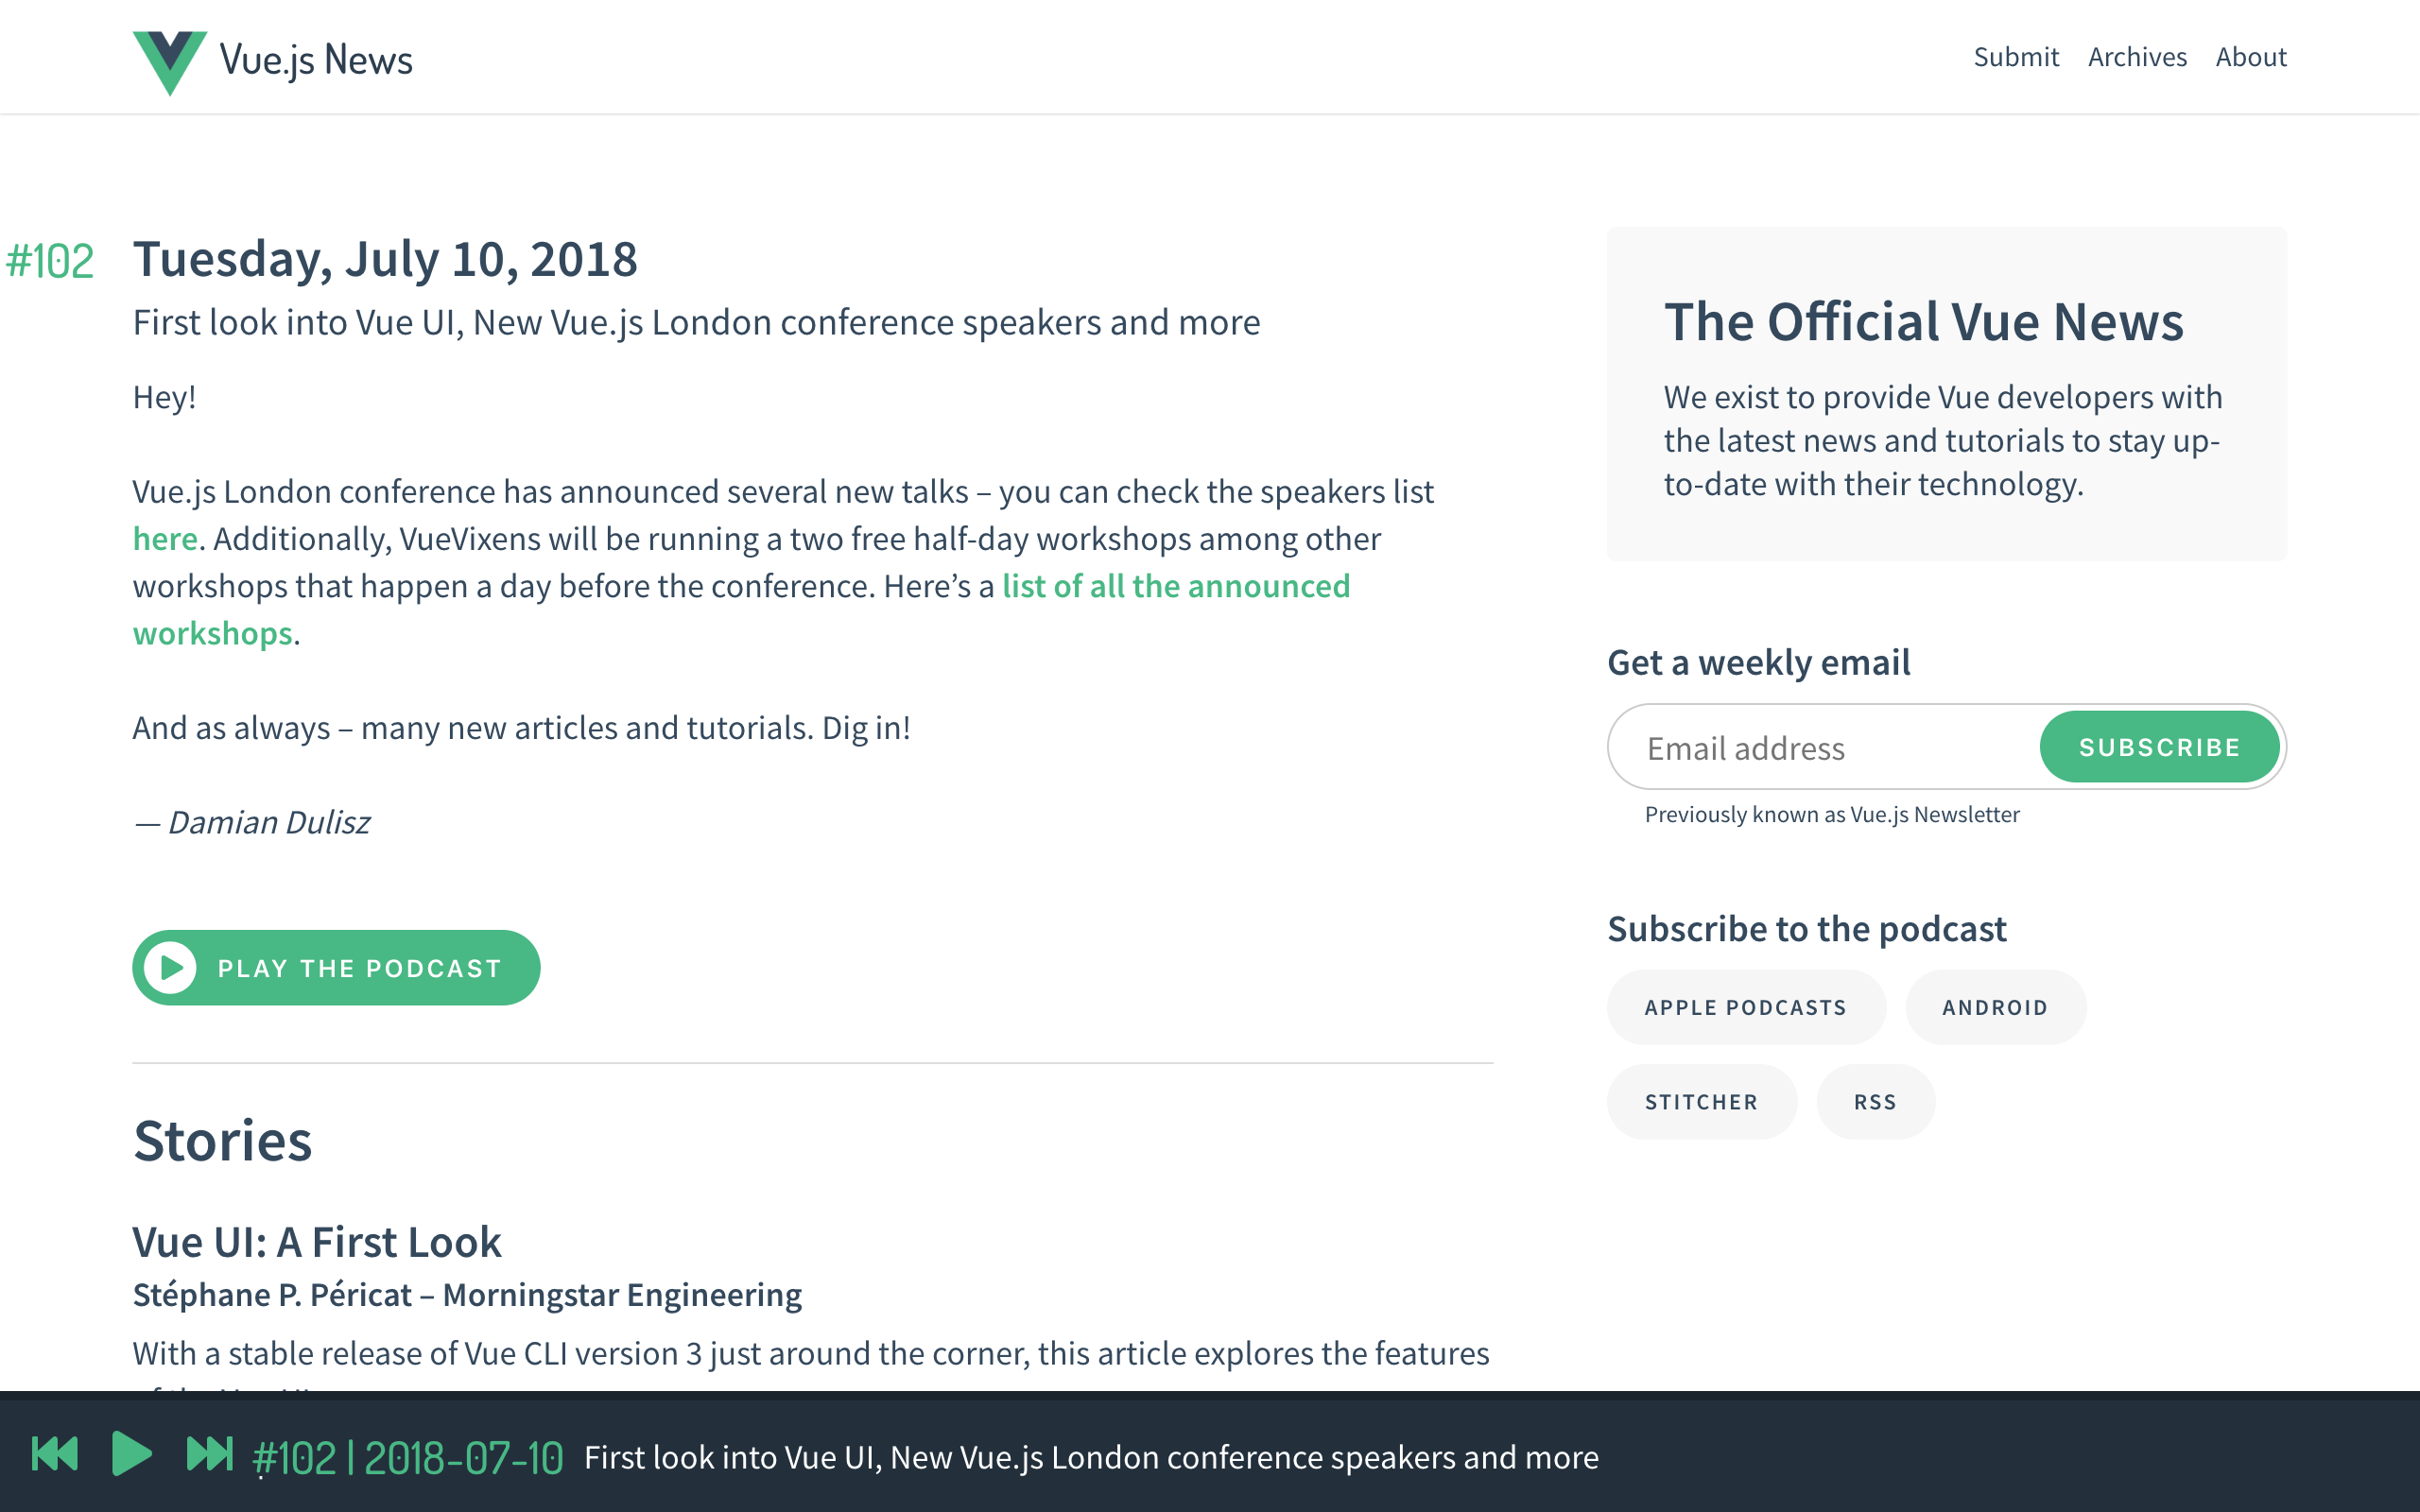 Vue.js News
Submit Archives About
#102 Tuesday, July 10, 2018
First look into Vue UI, New Vue.js London conference speakers and more
Hey!
Vue.js London conference has announced several new talks – you can check the speakers list
here. Additionally, VueVixens will be running a two free half-day workshops among other
workshops that happen a day before the conference. Here’s a list of all the announced
workshops.
And as always – many new articles and tutorials. Dig in!
— Damian Dulisz
PLAY THE PODCAST
Stories
Vue UI: A First Look
Stéphane P. Péricat – Morningstar Engineering
With a stable release of Vue CLI version 3 just around the corner, this article explores the features
The Official Vue News
We exist to provide Vue developers with
the latest news and tutorials to stay up-
to-date with their technology.
Get a weekly email
Email address SUBSCRIBE
Previously known as Vue.js Newsletter
Subscribe to the podcast
APPLE PODCASTS ANDROID
STITCHER RSS
#102 | 2018-07-10 First look into Vue UI, New Vue.js London conference speakers and more